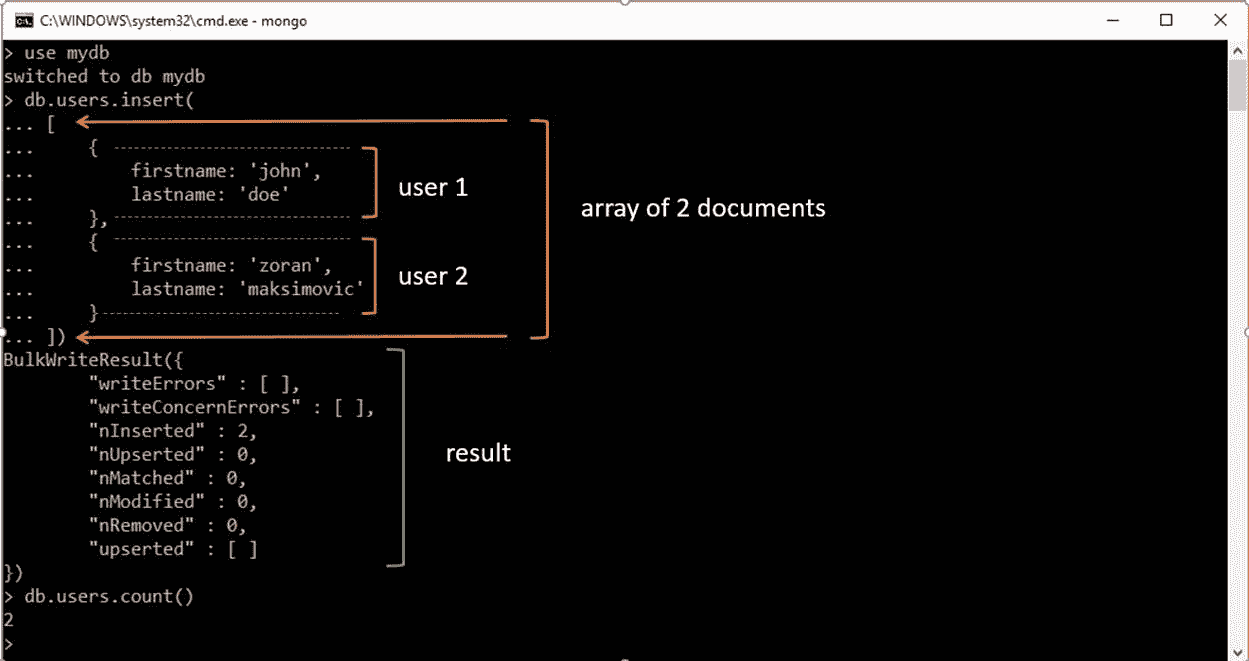 C:\WINDOWS\system32\cmd.exe - mongo
> use mydb
switched to db mydb
> db.users.insert(
... [
... {
... firstname: 'john',
... lastname: 'doe'
... },
... {
... firstname: 'zoran',
... lastname: 'maksimovic'
... }
... ])
user 1
user 2
array of 2 documents
BulkWriteResult({
"writeErrors" : [ ],
"writeConcernErrors" : [ ],
"nInserted" : 2,
"nUpserted" : 0,
"nMatched" : 0,
"nModified" : 0,
"nRemoved" : 0,
"upserted" : [ ]
})
result
> db.users.count()
2
>